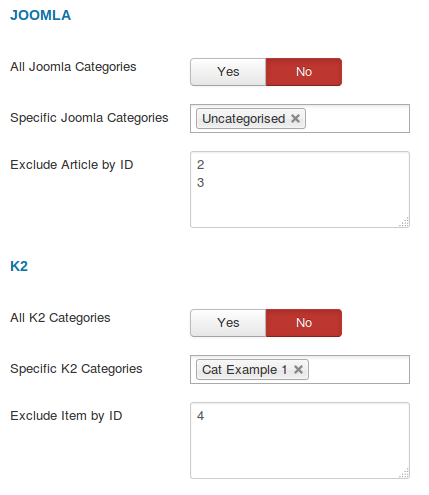 JOOMLA
All Joomla Categories Yes No
Specific Joomla Categories Uncategorised ×
Exclude Article by ID 2
3
K2
All K2 Categories Yes No
Specific K2 Categories Cat Example 1 ×
Exclude Item by ID 4